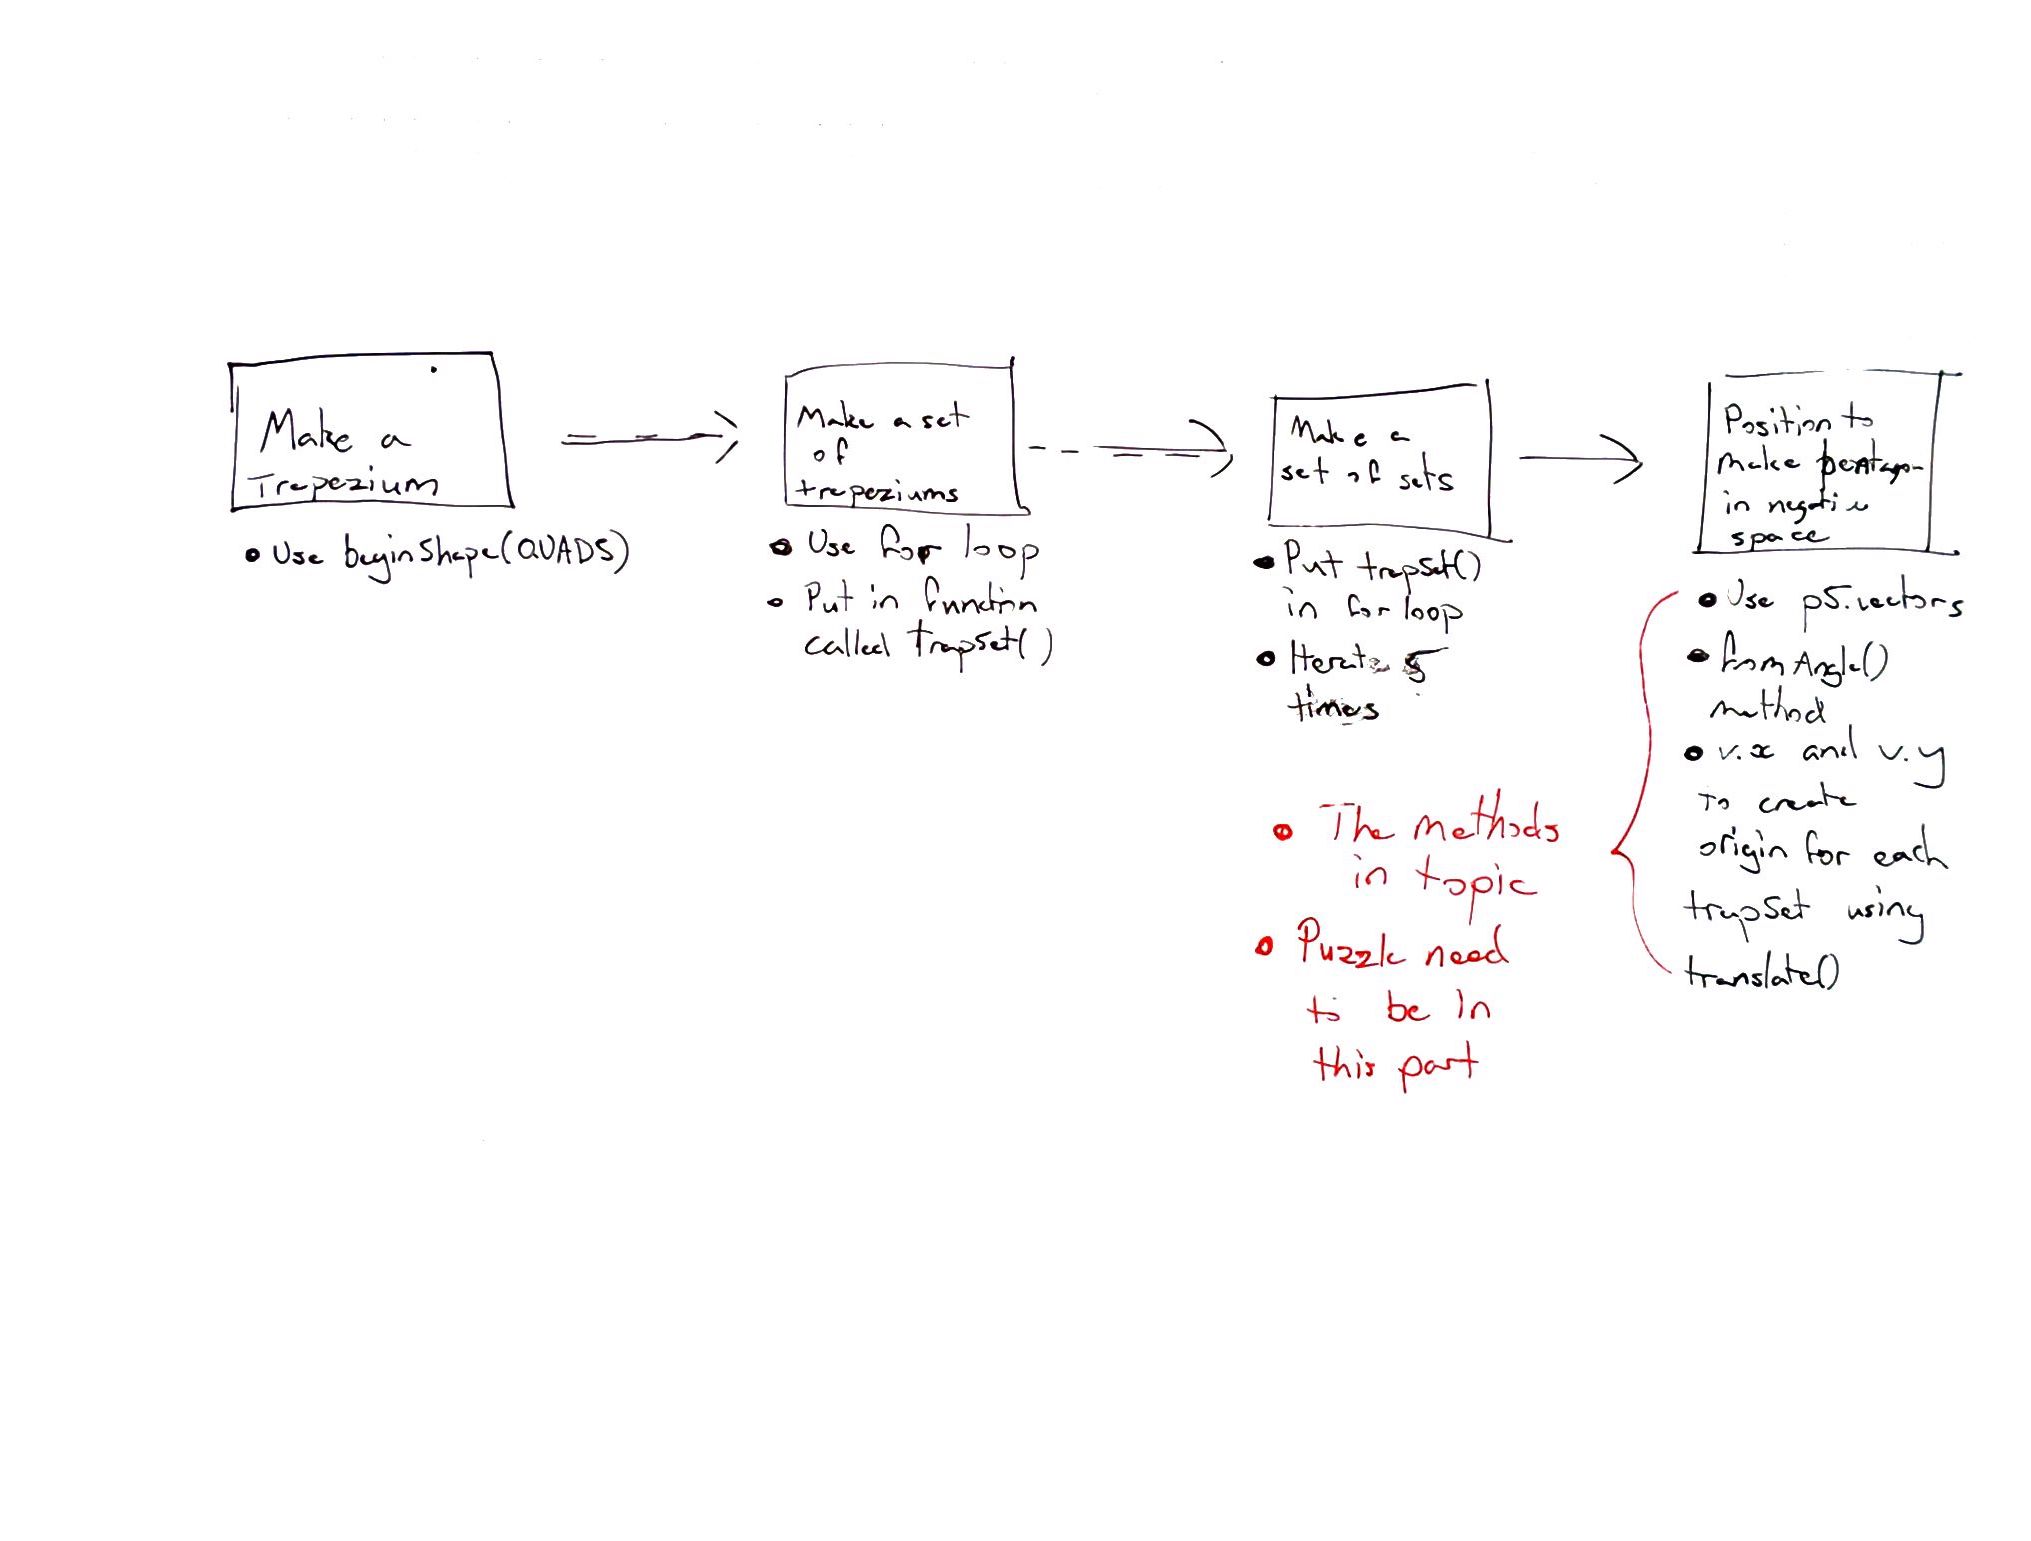 Make a
Trapezium
• Use beginShape(QUADS)
Make a set
of
trapeziums
• Use for loop
• Put in function
called trapSet()
Make a
set of sets
• Put trapSet()
in for loop
• Iterate 5
times
• The methods
in topic
• Puzzle need
to be in
this part
Position to
make pentagon
in negative
space
• Use p5.vectors
• fromAngle()
method
• v.x and v.y
to create
origin for each
trapSet using
translate()